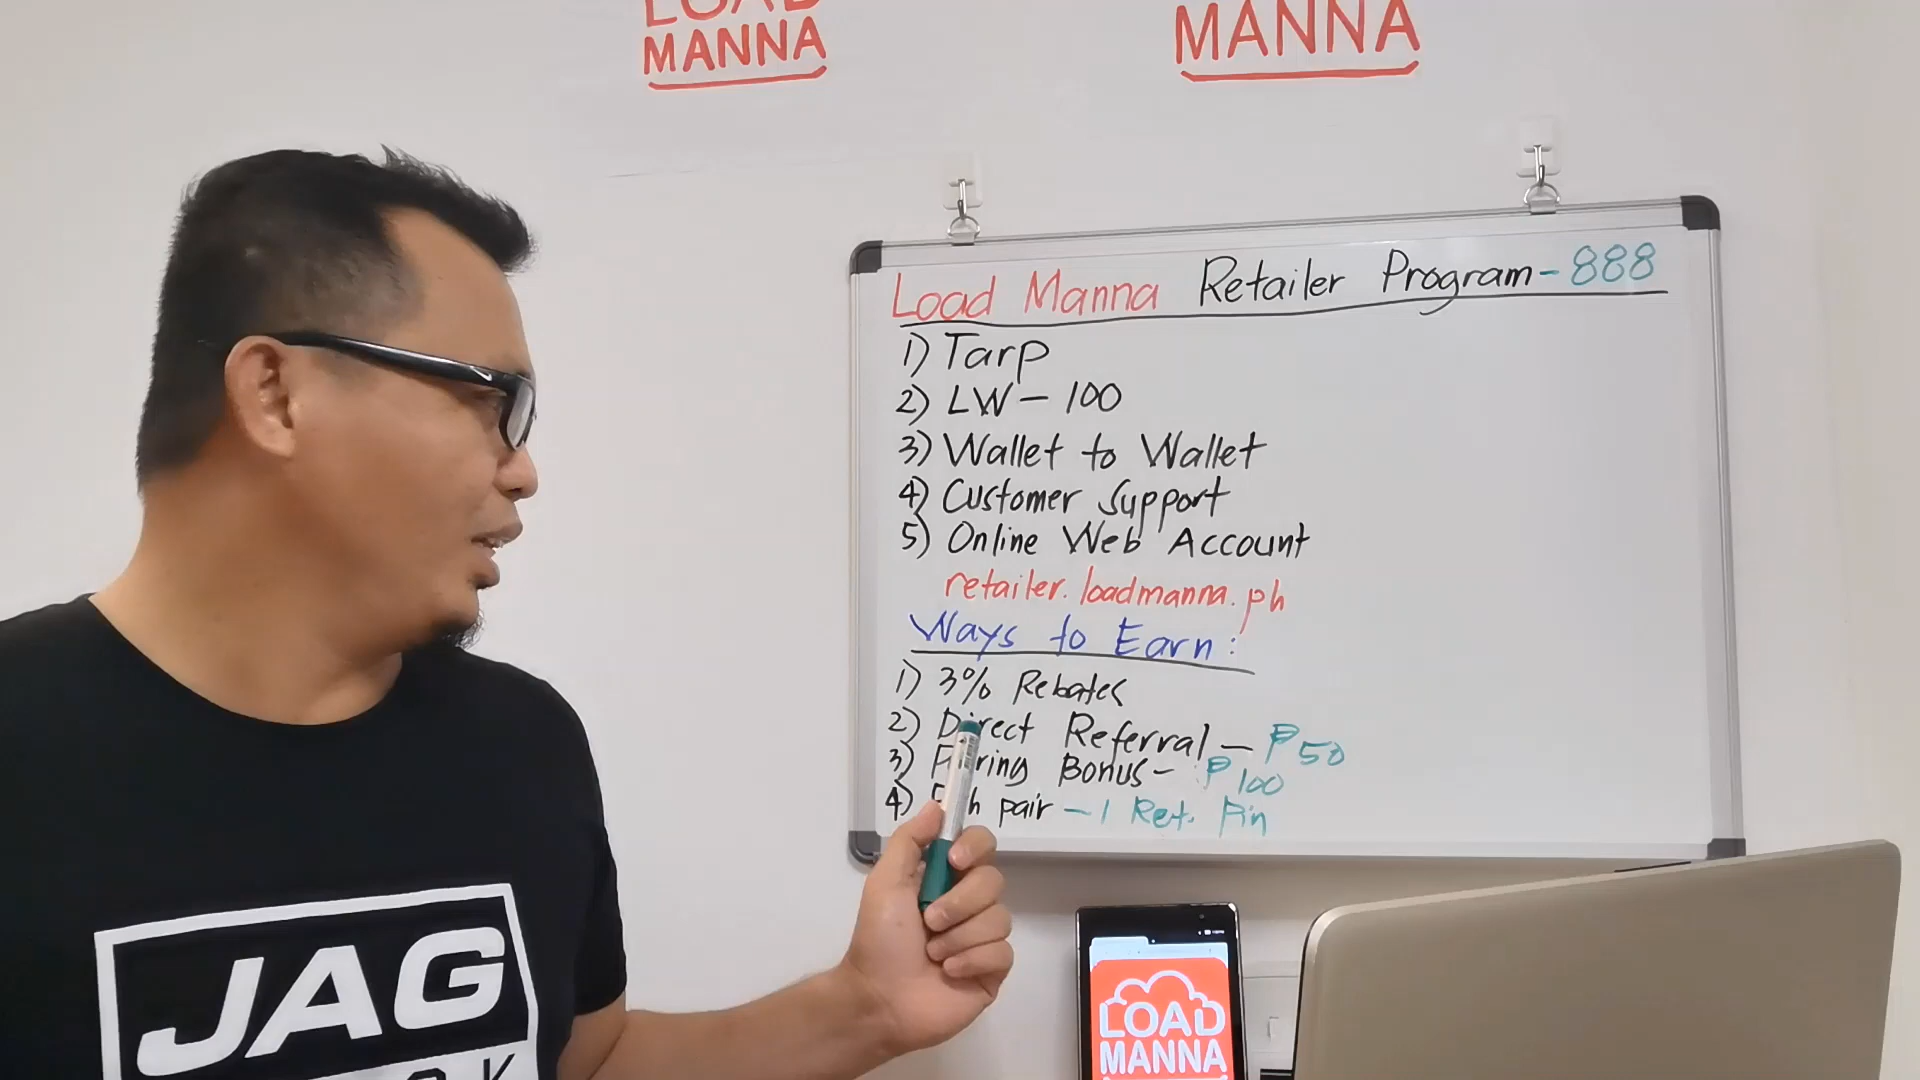 LOAD
MANNA
MANNA
Load Manna Retailer Program - 888
1) Tarp
2) LW - 100
3) Wallet to Wallet
4) Customer Support
5) Online Web Account
retailer.loadmanna.ph
Ways to Earn:
1) 3% Rebates
2) Direct Referral - ₱50
3) Pairing Bonus - ₱100
4) pair - 1 Ret. Pin
JAG
LOAD
MANNA